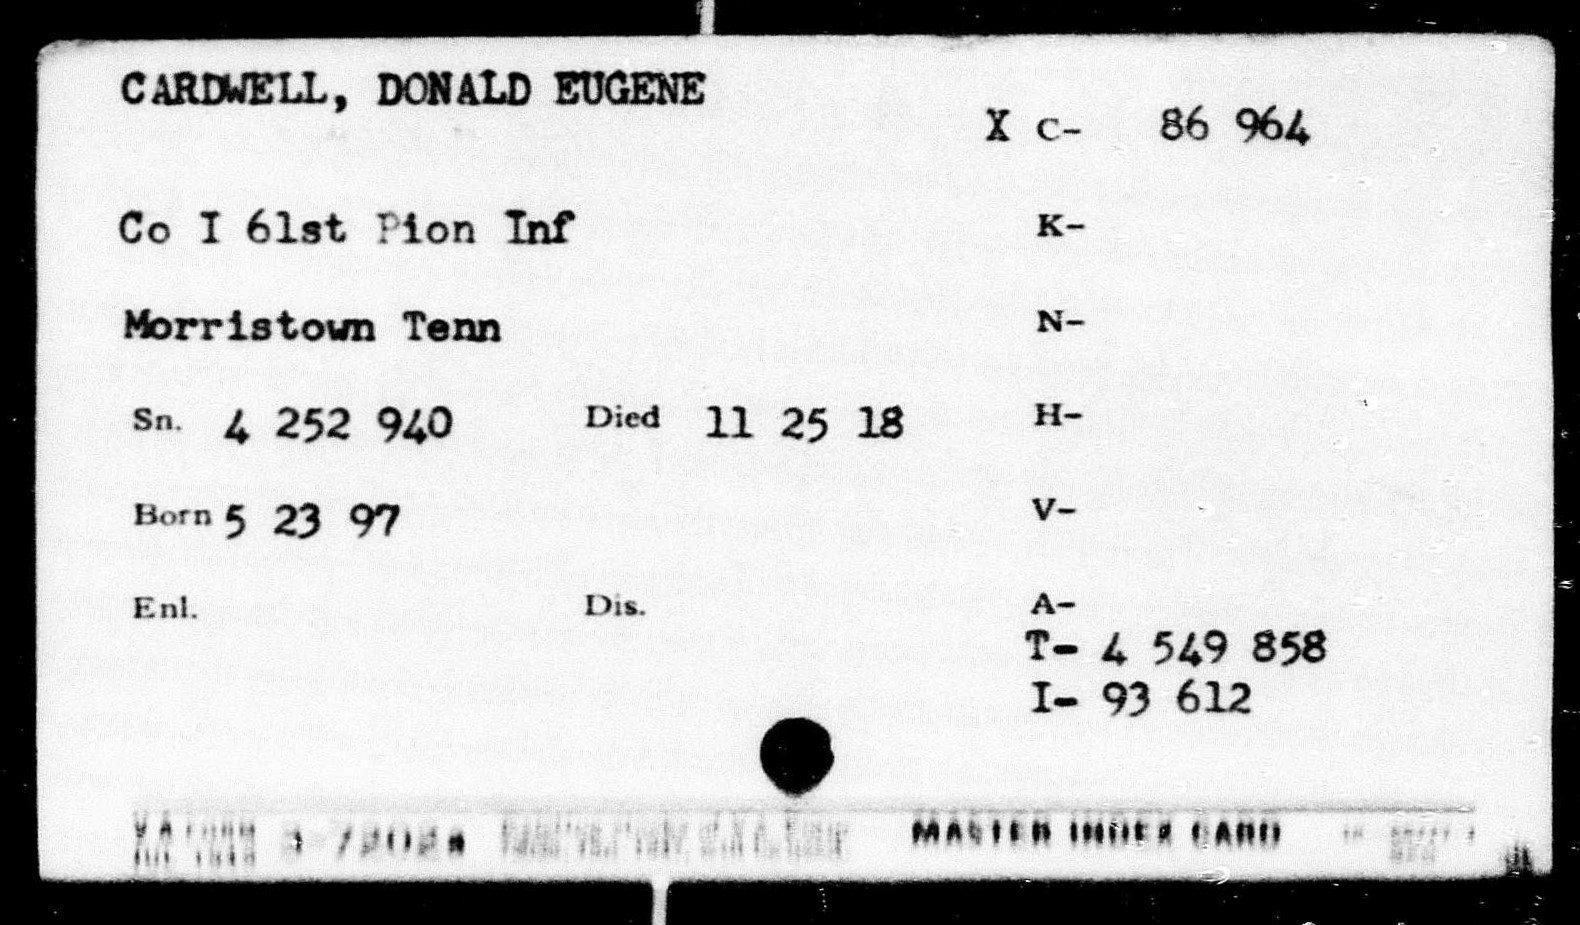 CARDWELL, DONALD EUGENE
X C- 86 964
Co I 61st Pion Inf
K-
Morristown Tenn
N-
Sn. 4 252 940 Died 11 25 18
H-
Born 5 23 97
V-
Enl. Dis.
A-
T- 4 549 858
I- 93 612
MASTER INDEX CARD